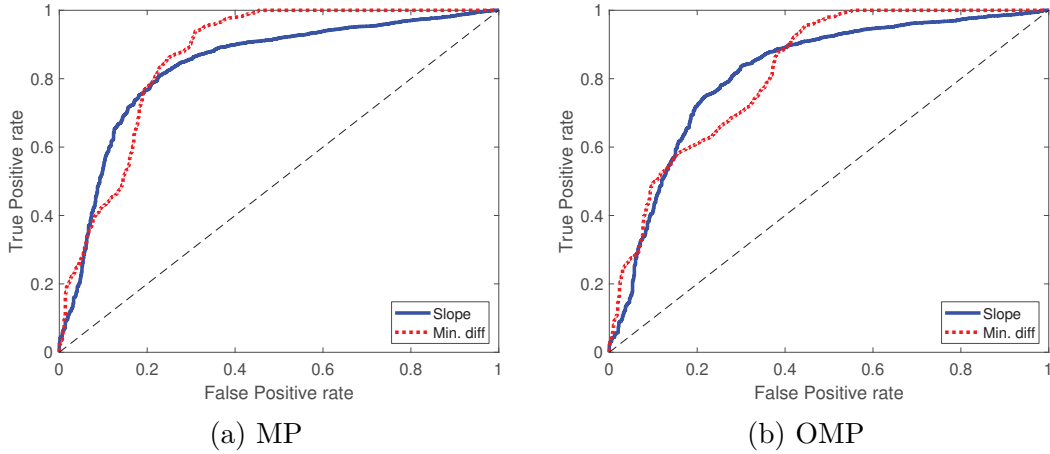 True Positive rate
1
0.8
0.6
0.4
0.2
0
0 0.2 0.4 0.6 0.8 1
False Positive rate
Slope
Min. diff
(a) MP
True Positive rate
1
0.8
0.6
0.4
0.2
0
0 0.2 0.4 0.6 0.8 1
False Positive rate
Slope
Min. diff
(b) OMP